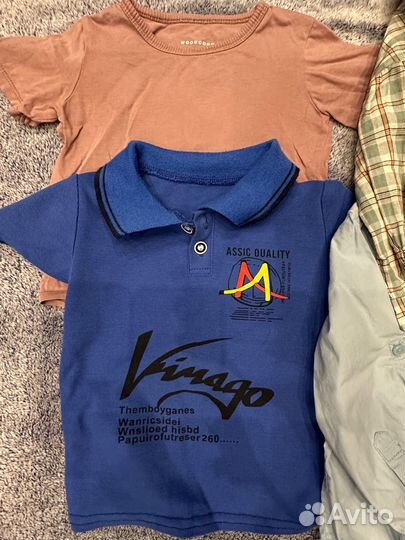 ASSIC QUALITY
M
Vinago
Themboyganes
Wanricsidei
Wnslioed hisbd
Papuirofutreser260......
Avito